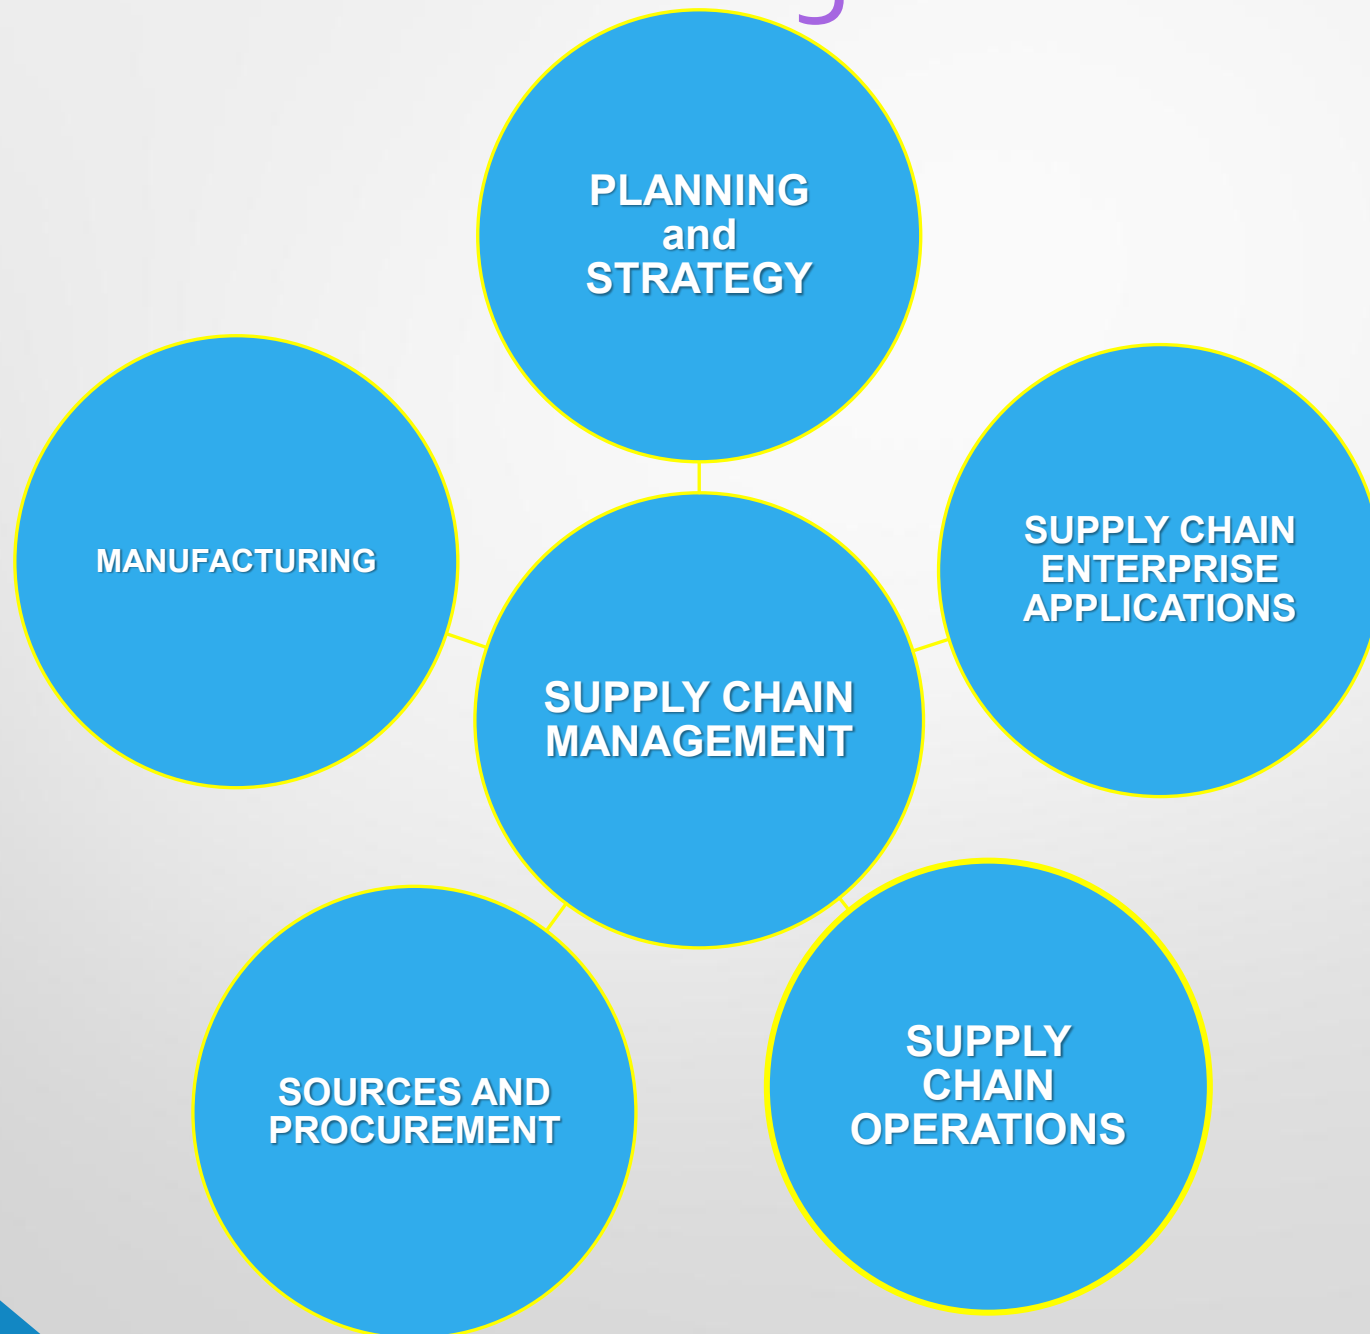 PLANNING
and
STRATEGY
MANUFACTURING
SUPPLY CHAIN
ENTERPRISE
APPLICATIONS
SUPPLY CHAIN
MANAGEMENT
SOURCES AND
PROCUREMENT
SUPPLY
CHAIN
OPERATIONS